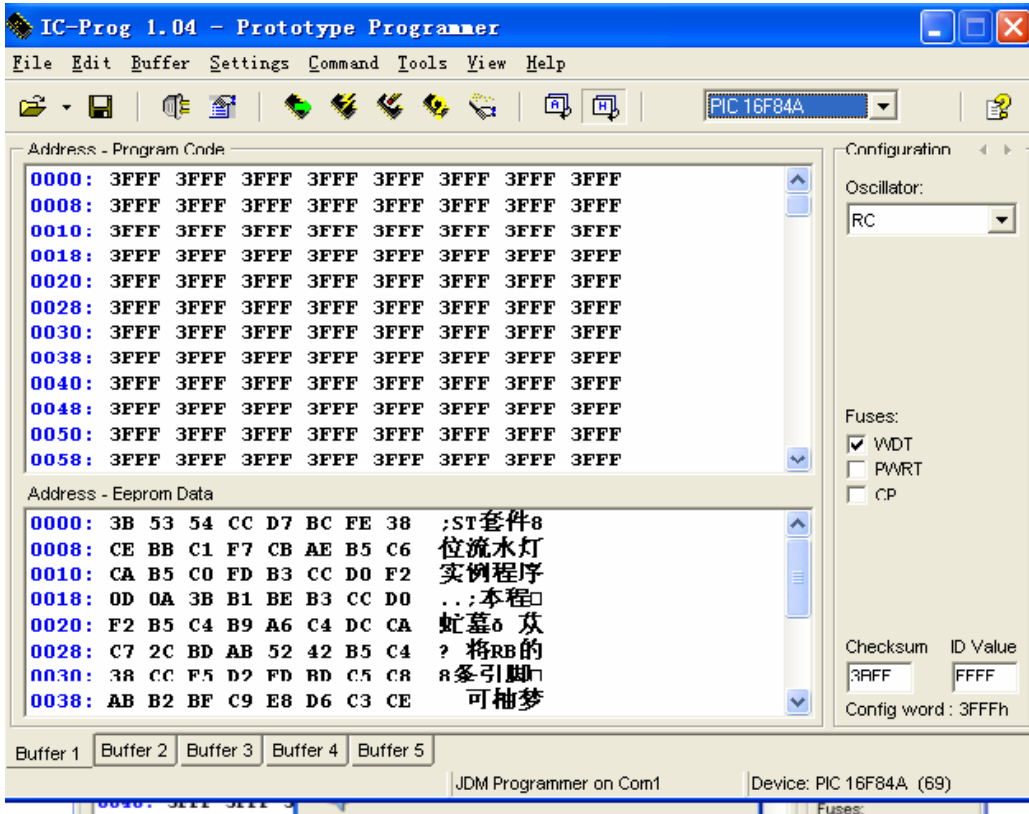 IC-Prog 1.04 - Prototype Programmer
File Edit Buffer Settings Command Tools View Help
PIC 16F84A
Address - Program Code
0000: 3FFF 3FFF 3FFF 3FFF 3FFF 3FFF 3FFF 3FFF
0008: 3FFF 3FFF 3FFF 3FFF 3FFF 3FFF 3FFF 3FFF
0010: 3FFF 3FFF 3FFF 3FFF 3FFF 3FFF 3FFF 3FFF
0018: 3FFF 3FFF 3FFF 3FFF 3FFF 3FFF 3FFF 3FFF
0020: 3FFF 3FFF 3FFF 3FFF 3FFF 3FFF 3FFF 3FFF
0028: 3FFF 3FFF 3FFF 3FFF 3FFF 3FFF 3FFF 3FFF
0030: 3FFF 3FFF 3FFF 3FFF 3FFF 3FFF 3FFF 3FFF
0038: 3FFF 3FFF 3FFF 3FFF 3FFF 3FFF 3FFF 3FFF
0040: 3FFF 3FFF 3FFF 3FFF 3FFF 3FFF 3FFF 3FFF
0048: 3FFF 3FFF 3FFF 3FFF 3FFF 3FFF 3FFF 3FFF
0050: 3FFF 3FFF 3FFF 3FFF 3FFF 3FFF 3FFF 3FFF
0058: 3FFF 3FFF 3FFF 3FFF 3FFF 3FFF 3FFF 3FFF
Address - Eeprom Data
0000: 3B 53 54 CC D7 BC FE 38 ;ST套件8
0008: CE BB C1 F7 CB AE B5 C6 位流水灯
0010: CA B5 C0 FD B3 CC D0 F2 实例程序
0018: 0D 0A 3B B1 BE B3 CC D0 ..;本程
0020: F2 B5 C4 B9 A6 C4 DC CA
0028: C7 2C BD AB 52 42 B5 C4 ? 将RB的
0030: 38 CC F5 D2 FD BD C5 C8 8条引脚
0038: AB B2 BF C9 E8 D6 C3 CE 可柚梦
Configuration
Oscillator:
RC
Fuses:
WDT
PWRT
CP
Checksum ID Value
3BFF FFFF
Config word : 3FFFh
Buffer 1 Buffer 2 Buffer 3 Buffer 4 Buffer 5
JDM Programmer on Com1 Device: PIC 16F84A (69)
Fuses: